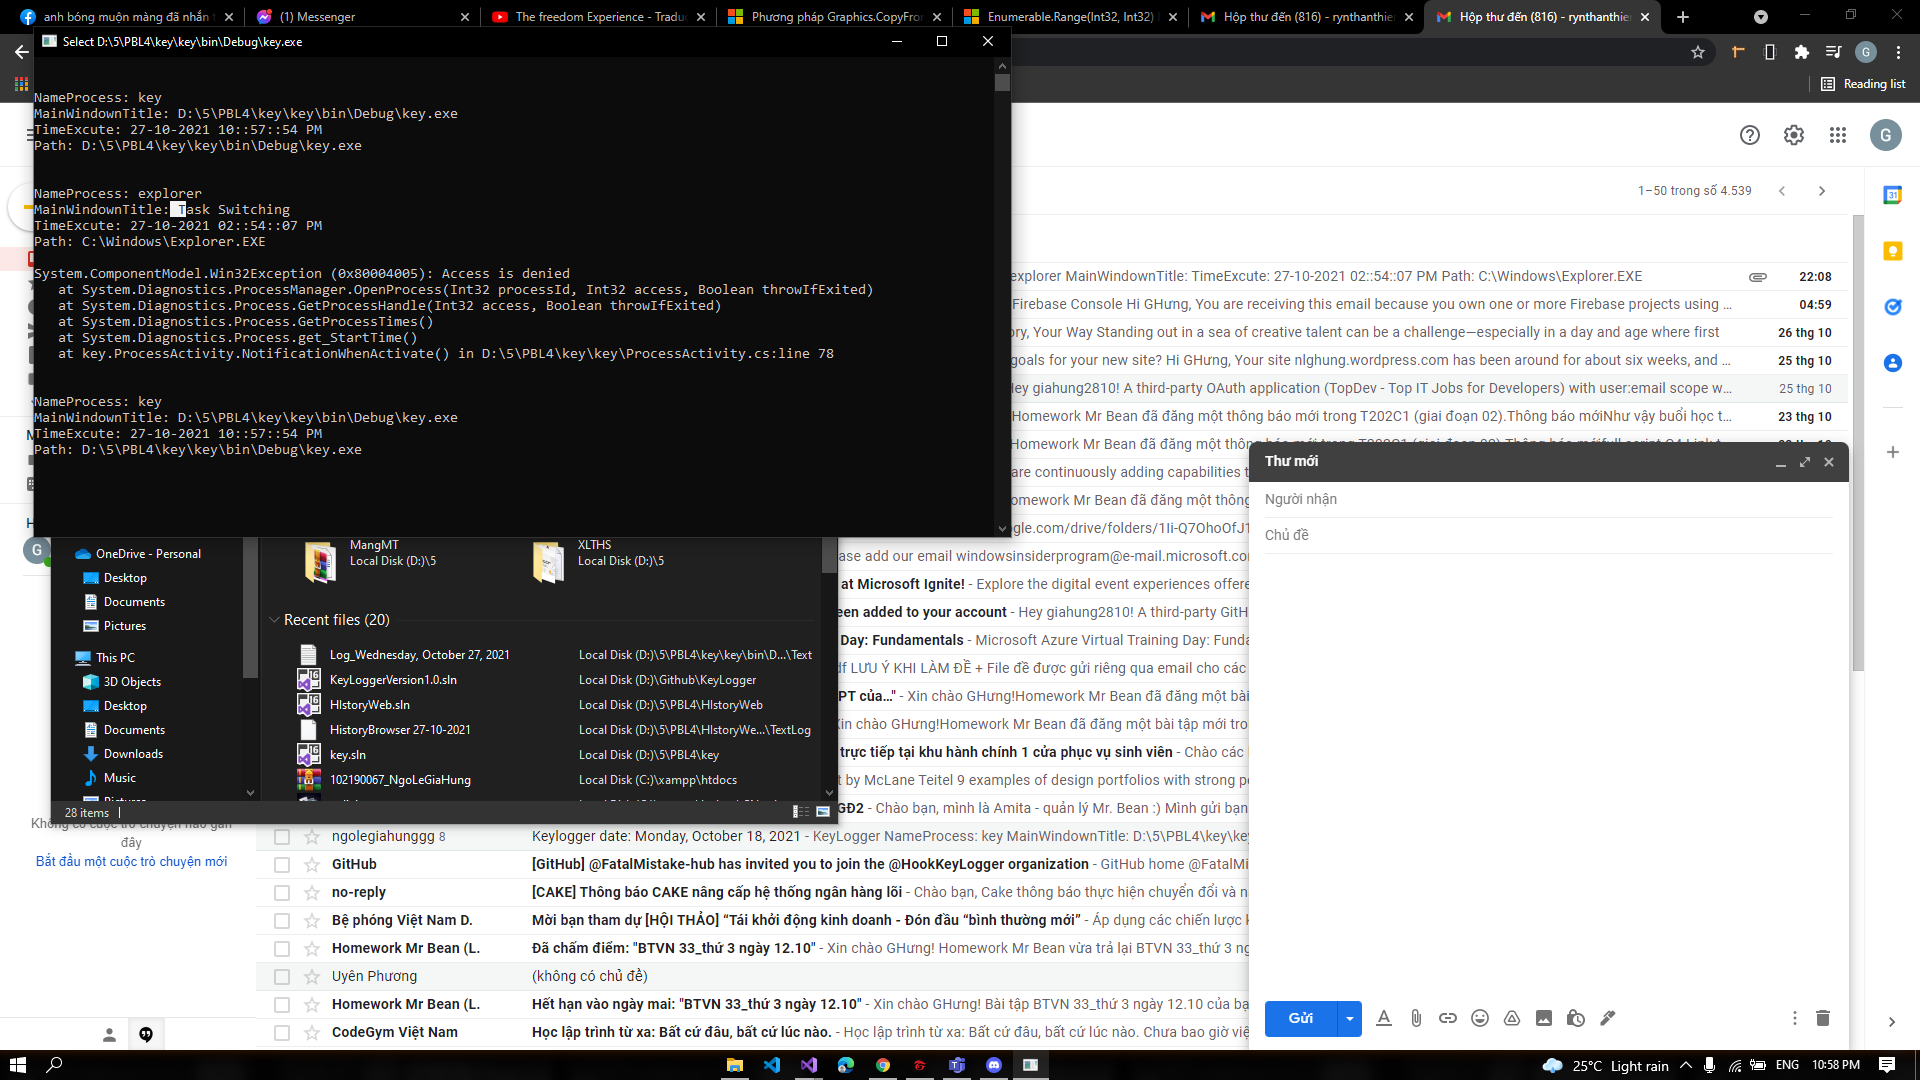 anh bóng muộn màng đã nhắn t
(1) Messenger
The freedom Experience - Tradu
Phương pháp Graphics.CopyFro
Enumerable.Range(Int32, Int32) M
Hộp thư đến (816) - rynthanthie
Hộp thư đến (816) - rynthanthier
Select D:\5\PBL4\key\key\bin\Debug\key.exe
G
Reading list
NameProcess: key
MainWindowTitle: D:\5\PBL4\key\key\bin\Debug\key.exe
TimeExcute: 27-10-2021 10::57::54 PM
Path: D:\5\PBL4\key\key\bin\Debug\key.exe
G
NameProcess: explorer
MainWindowTitle: Task Switching
TimeExcute: 27-10-2021 02::54::07 PM
Path: C:\Windows\Explorer.EXE
1–50 trong số 4.539
System.ComponentModel.Win32Exception (0x80004005): Access is denied
at System.Diagnostics.ProcessManager.OpenProcess(Int32 processId, Int32 access, Boolean throwIfExited)
at System.Diagnostics.Process.GetProcessHandle(Int32 access, Boolean throwIfExited)
at System.Diagnostics.Process.GetProcessTimes()
at System.Diagnostics.Process.get_StartTime()
at key.ProcessActivity.NotificationWhenActivate() in D:\5\PBL4\key\key\ProcessActivity.cs:line 78
NameProcess: key
MainWindowTitle: D:\5\PBL4\key\key\bin\Debug\key.exe
TimeExcute: 27-10-2021 10::57::54 PM
Path: D:\5\PBL4\key\key\bin\Debug\key.exe
explorer MainWindowTitle: TimeExcute: 27-10-2021 02::54::07 PM Path: C:\Windows\Explorer.EXE 22:08
Firebase Console Hi GHưng, You are receiving this email because you own one or more Firebase projects using ... 04:59
ory, Your Way Standing out in a sea of creative talent can be a challenge—especially in a day and age where first 26 thg 10
goals for your new site? Hi GHưng, Your site nlghung.wordpress.com has been around for about six weeks, and ... 25 thg 10
Hey giahung2810! A third-party OAuth application (TopDev - Top IT Jobs for Developers) with user:email scope w... 25 thg 10
Homework Mr Bean đã đăng một thông báo mới trong T202C1 (giai đoạn 02).Thông báo mớiNhư vậy buổi học t... 23 thg 10
Homework Mr Bean đã đăng một thông báo mới trong T202C1 (giai đoạn 02).Thông báo mớifull script C4 Link t...
are continuously adding capabilities t
omework Mr Bean đã đăng một thông
gle.com/drive/folders/1Ii-Q7OhoOfJ1
ase add our email windowsinsiderprogram@e-mail.microsoft.com
at Microsoft Ignite! - Explore the digital event experiences offere
een added to your account - Hey giahung2810! A third-party GitH
Day: Fundamentals - Microsoft Azure Virtual Training Day: Funda
df LƯU Ý KHI LÀM ĐỀ + File đề được gửi riêng qua email cho các
PT của..." - Xin chào GHưng!Homework Mr Bean đã đăng một bài
Xin chào GHưng!Homework Mr Bean đã đăng một bài tập mới tro
trực tiếp tại khu hành chính 1 cửa phục vụ sinh viên - Chào các
t by McLane Teitel 9 examples of design portfolios with strong pe
GĐ2 - Chào bạn, mình là Amita - quản lý Mr. Bean :) Mình gửi bạn
Thư mới
Người nhận
Chủ đề
G
OneDrive - Personal
Desktop
Documents
Pictures
This PC
3D Objects
Desktop
Documents
Downloads
Music
Pictures
MangMT
Local Disk (D:)\5
XLTHS
Local Disk (D:)\5
Recent files (20)
Log_Wednesday, October 27, 2021 Local Disk (D:)\5\PBL4\key\key\bin\D...\Text
KeyLoggerVersion1.0.sln Local Disk (D:)\Github\KeyLogger
HIstoryWeb.sln Local Disk (D:)\5\PBL4\HIstoryWeb
HistoryBrowser 27-10-2021 Local Disk (D:)\5\PBL4\HIstoryWe...\TextLog
key.sln Local Disk (D:)\5\PBL4\key
102190067_NgoLeGiaHung Local Disk (C:)\xampp\htdocs
28 items
Không có cuộc trò chuyện nào gần
đây
Bắt đầu một cuộc trò chuyện mới
ngolegiahunggg 8 Keylogger date: Monday, October 18, 2021 - KeyLogger NameProcess: key MainWindowTitle: D:\5\PBL4\key\key
GitHub [GitHub] @FatalMistake-hub has invited you to join the @HookKeyLogger organization - GitHub home @FatalMis
no-reply [CAKE] Thông báo CAKE nâng cấp hệ thống ngân hàng lõi - Chào bạn, Cake thông báo thực hiện chuyển đổi và n
Bệ phóng Việt Nam D. Mời bạn tham dự [HỘI THẢO] “Tái khởi động kinh doanh - Đón đầu “bình thường mới” - Áp dụng các chiến lược k
Homework Mr Bean (L. Đã chấm điểm: "BTVN 33_thứ 3 ngày 12.10" - Xin chào GHưng! Homework Mr Bean vừa trả lại BTVN 33_thứ 3 ng
Uyên Phương (không có chủ đề)
Homework Mr Bean (L. Hết hạn vào ngày mai: "BTVN 33_thứ 3 ngày 12.10" - Xin chào GHưng! Bài tập BTVN 33_thứ 3 ngày 12.10 của bạ
CodeGym Việt Nam Học lập trình từ xa: Bất cứ đâu, bất cứ lúc nào. - Học lập trình từ xa: Bất cứ đâu, bất cứ lúc nào. Chưa bao giờ việ
Gửi
25°C Light rain
ENG
10:58 PM